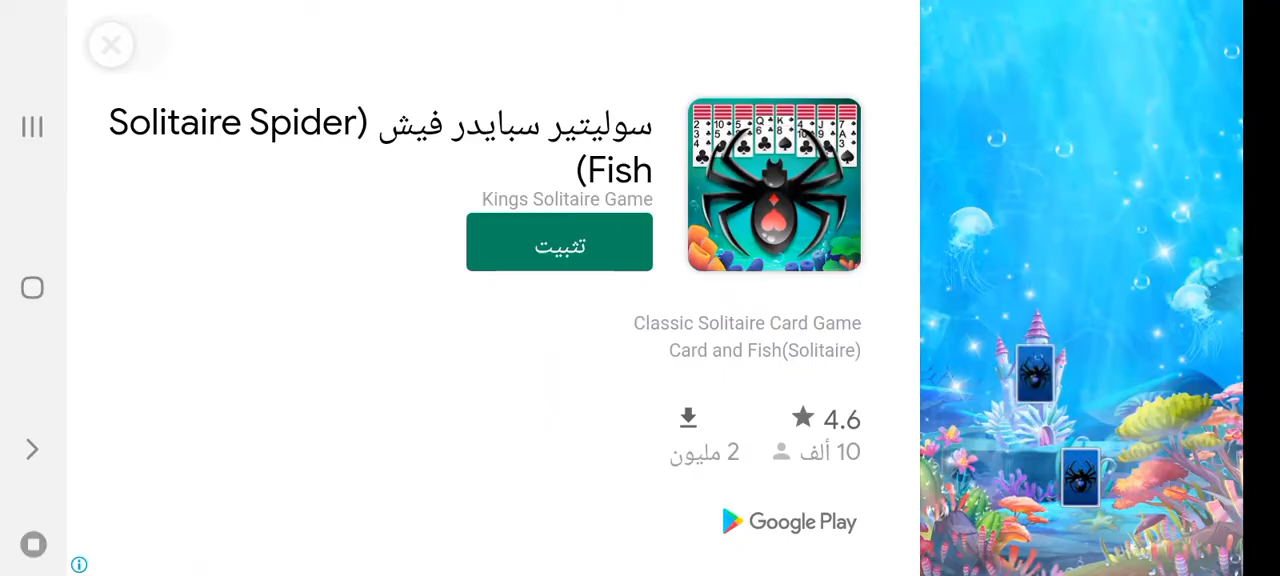 سوليتير سبايدر فيش (Solitaire Spider
Fish)
Kings Solitaire Game
تثبيت
Classic Solitaire Card Game
Card and Fish(Solitaire)
4.6
10 ألف
2 مليون
Google Play